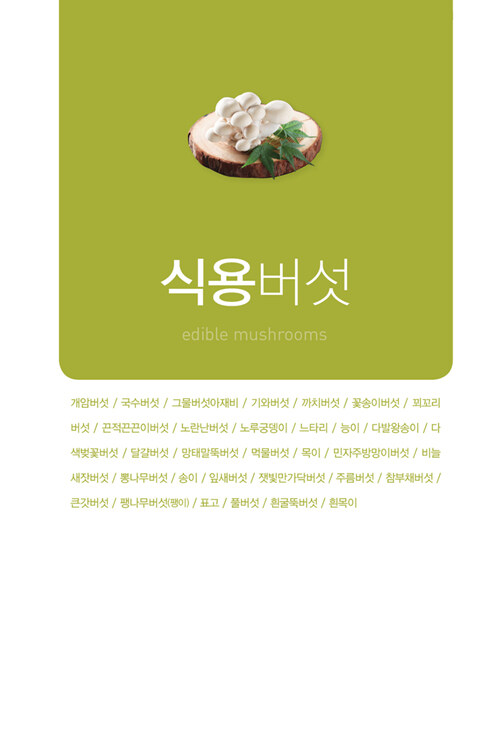 식용버섯
edible mushrooms
개암버섯 / 국수버섯 / 그물버섯아재비 / 기와버섯 / 까치버섯 / 꽃송이버섯 / 꾀꼬리
버섯 / 끈적끈끈이버섯 / 노란난버섯 / 노루궁뎅이 / 느타리 / 능이 / 다발왕송이 / 다
색벚꽃버섯 / 달걀버섯 / 망태말뚝버섯 / 먹물버섯 / 목이 / 민자주방망이버섯 / 비늘
새잣버섯 / 뽕나무버섯 / 송이 / 잎새버섯 / 잿빛만가닥버섯 / 주름버섯 / 참부채버섯 /
큰갓버섯 / 팽나무버섯(팽이) / 표고 / 풀버섯 / 흰굴뚝버섯 / 흰목이